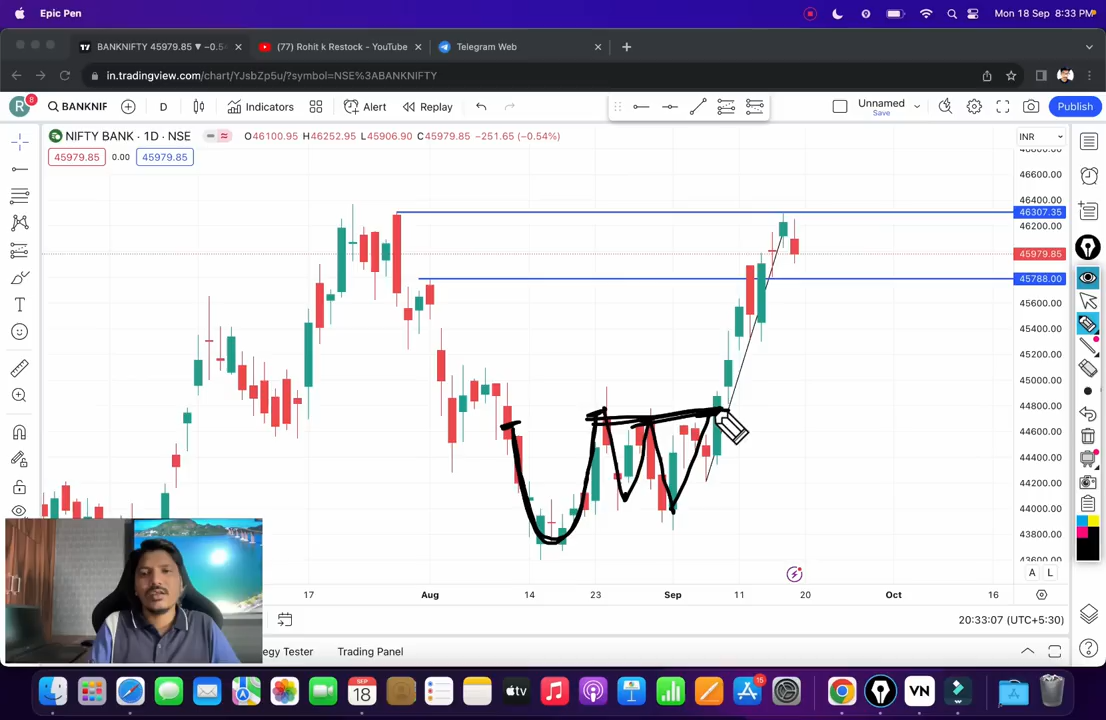 Epic Pen
Mon 18 Sep 8:33 PM
BANKNIFTY 45979.85 ▼ −0.5
(77) Rohit k Restock - YouTube
Telegram Web
in.tradingview.com/chart/YJsbZp5u/?symbol=NSE%3ABANKNIFTY
R
8
BANKNIF
D
Indicators
Alert
Replay
Unnamed
Save
Publish
NIFTY BANK · 1D · NSE
O46100.95 H46252.95 L45906.90 C45979.85 −251.65 (−0.54%)
INR
45979.85
0.00
45979.85
46600.00
46400.00
46307.35
46200.00
45979.85
45788.00
45600.00
45400.00
45200.00
45000.00
44800.00
44600.00
44400.00
44200.00
44000.00
43800.00
43600.00
A
L
17
Aug
14
23
Sep
11
20
Oct
16
20:33:07 (UTC+5:30)
egy Tester
Trading Panel
SEP
18
tv
15
VN